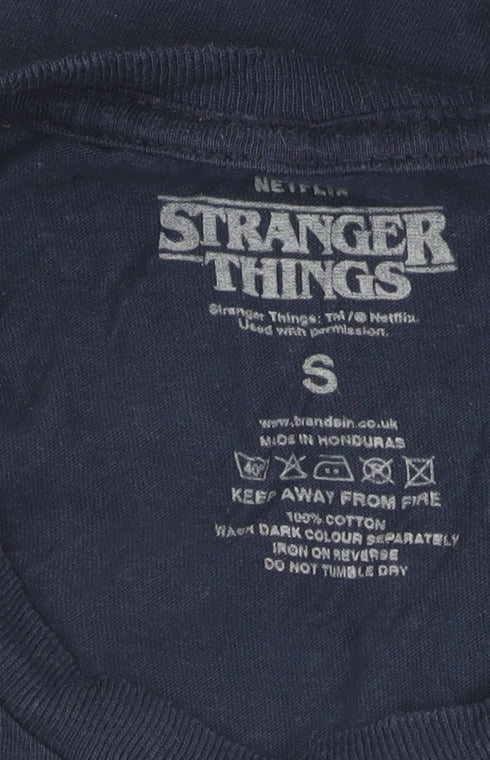 NETFLIX
STRANGER
THINGS
Stranger Things: TM/© Netflix.
Used with permission.
S
www.brandsin.co.uk
MADE IN HONDURAS
40°
KEEP AWAY FROM FIRE
100% COTTON
WASH DARK COLOUR SEPARATELY
IRON ON REVERSE
DO NOT TUMBLE DRY